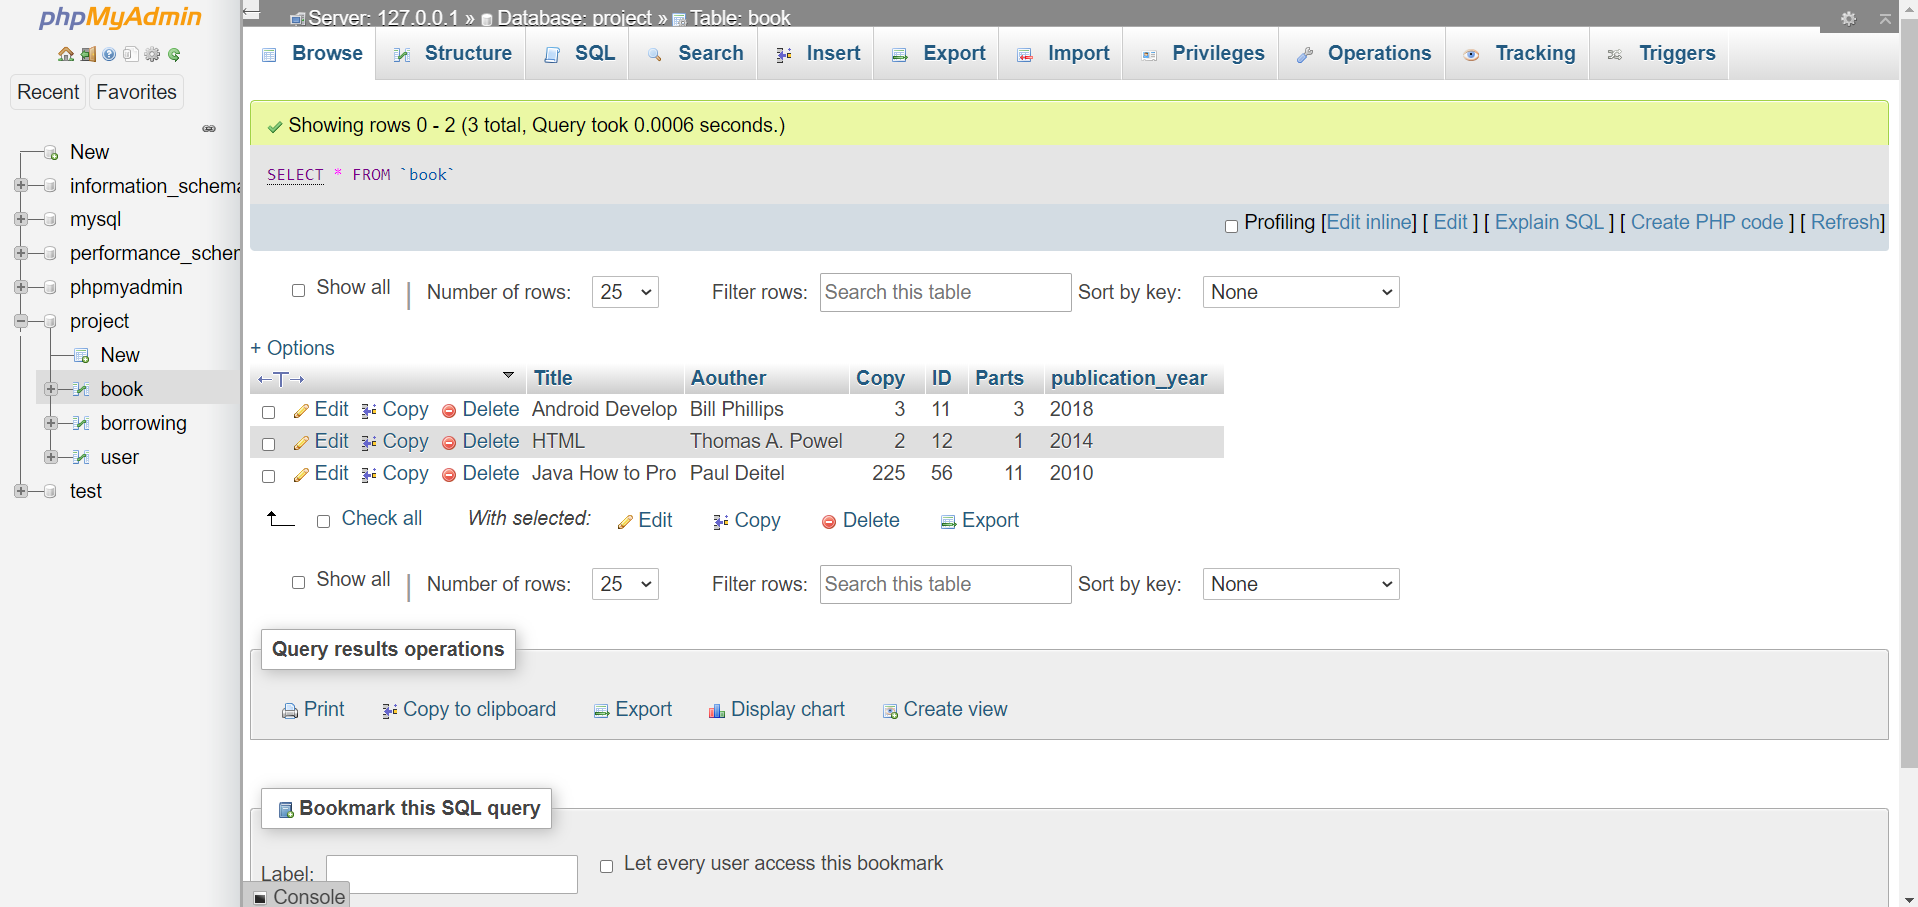 phpMyAdmin
Recent Favorites
New
information_schema
mysql
performance_scher
phpmyadmin
project
New
book
borrowing
user
test
Server: 127.0.0.1 » Database: project » Table: book
Browse Structure SQL Search Insert Export Import Privileges Operations Tracking Triggers
Showing rows 0 - 2 (3 total, Query took 0.0006 seconds.)
SELECT * FROM `book`
Profiling [Edit inline] [ Edit ] [ Explain SQL ] [ Create PHP code ] [ Refresh]
Show all | Number of rows: 25 Filter rows: Search this table Sort by key: None
+ Options
←T→ Title Aouther Copy ID Parts publication_year
Edit Copy Delete Android Develop Bill Phillips 3 11 3 2018
Edit Copy Delete HTML Thomas A. Powel 2 12 1 2014
Edit Copy Delete Java How to Pro Paul Deitel 225 56 11 2010
Check all With selected: Edit Copy Delete Export
Show all | Number of rows: 25 Filter rows: Search this table Sort by key: None
Query results operations
Print Copy to clipboard Export Display chart Create view
Bookmark this SQL query
Label: Let every user access this bookmark
Console